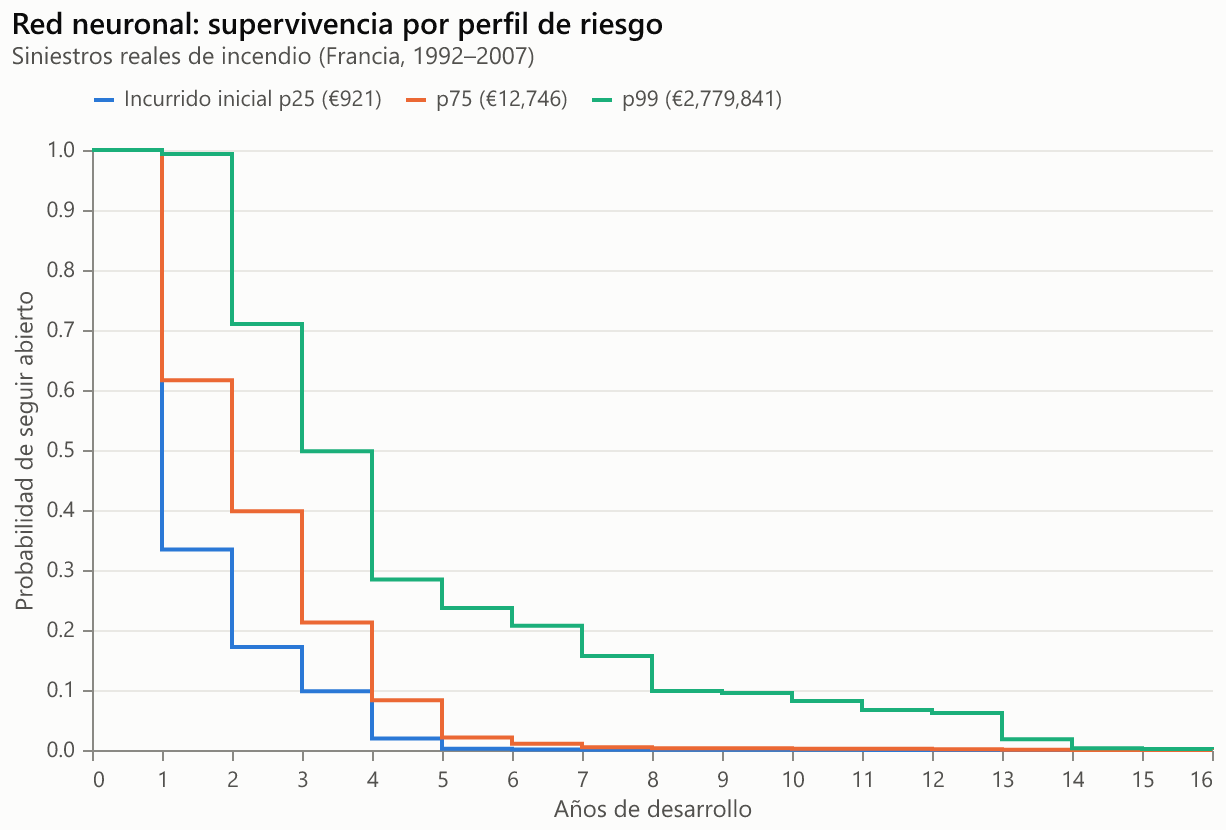 Red neuronal: supervivencia por perfil de riesgo
Siniestros reales de incendio (Francia, 1992–2007)
Incurrido inicial p25 (€921) p75 (€12,746) p99 (€2,779,841)
Probabilidad de seguir abierto
1.0
0.9
0.8
0.7
0.6
0.5
0.4
0.3
0.2
0.1
0.0
0 1 2 3 4 5 6 7 8 9 10 11 12 13 14 15 16
Años de desarrollo